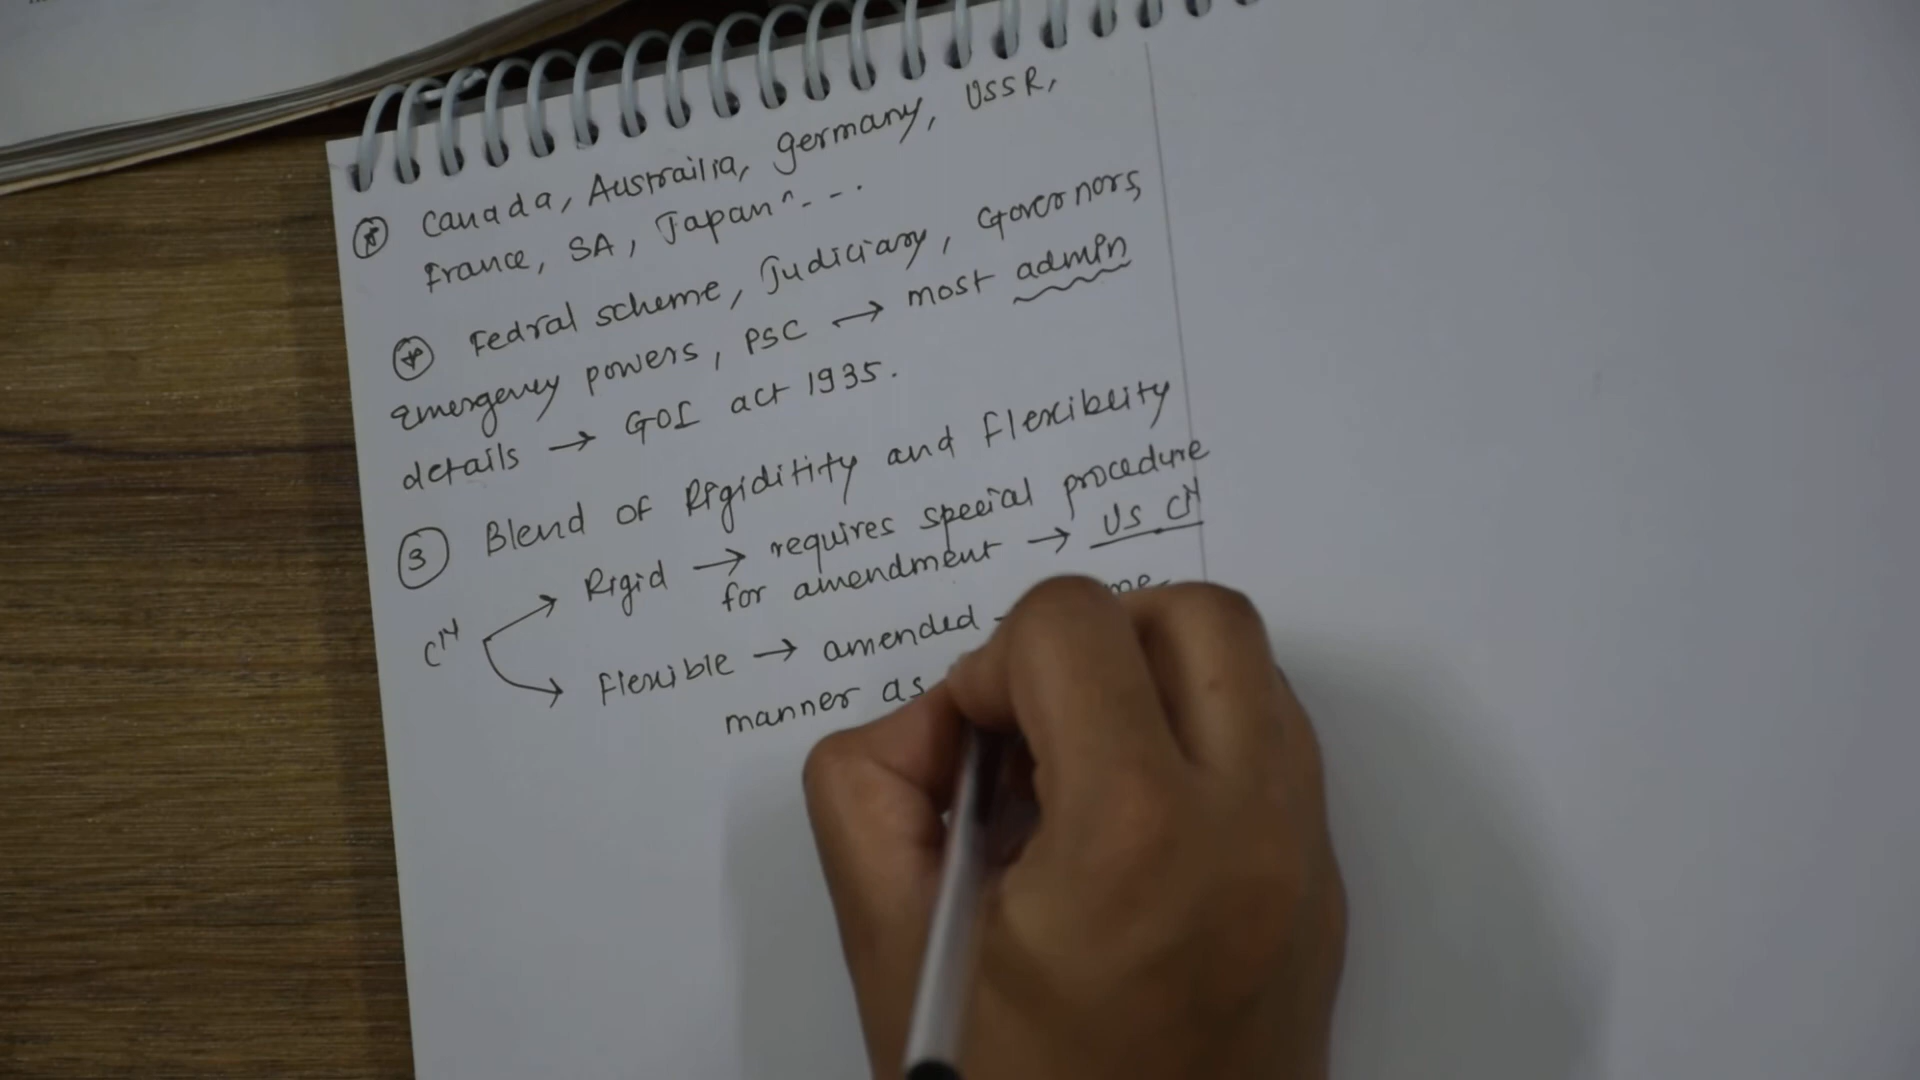 Canada, Austrailia, Germany, USSR,
France, SA, Japan - - -
Fedral scheme, Judiciary, Governors,
Emergency powers, PSC → most admin
details → GOI act 1935.
3 Blend of Rigiditity and Flexiblity
Rigid → requires special procedure
for amendment → US CN
CN
Flexible → amended
manner as